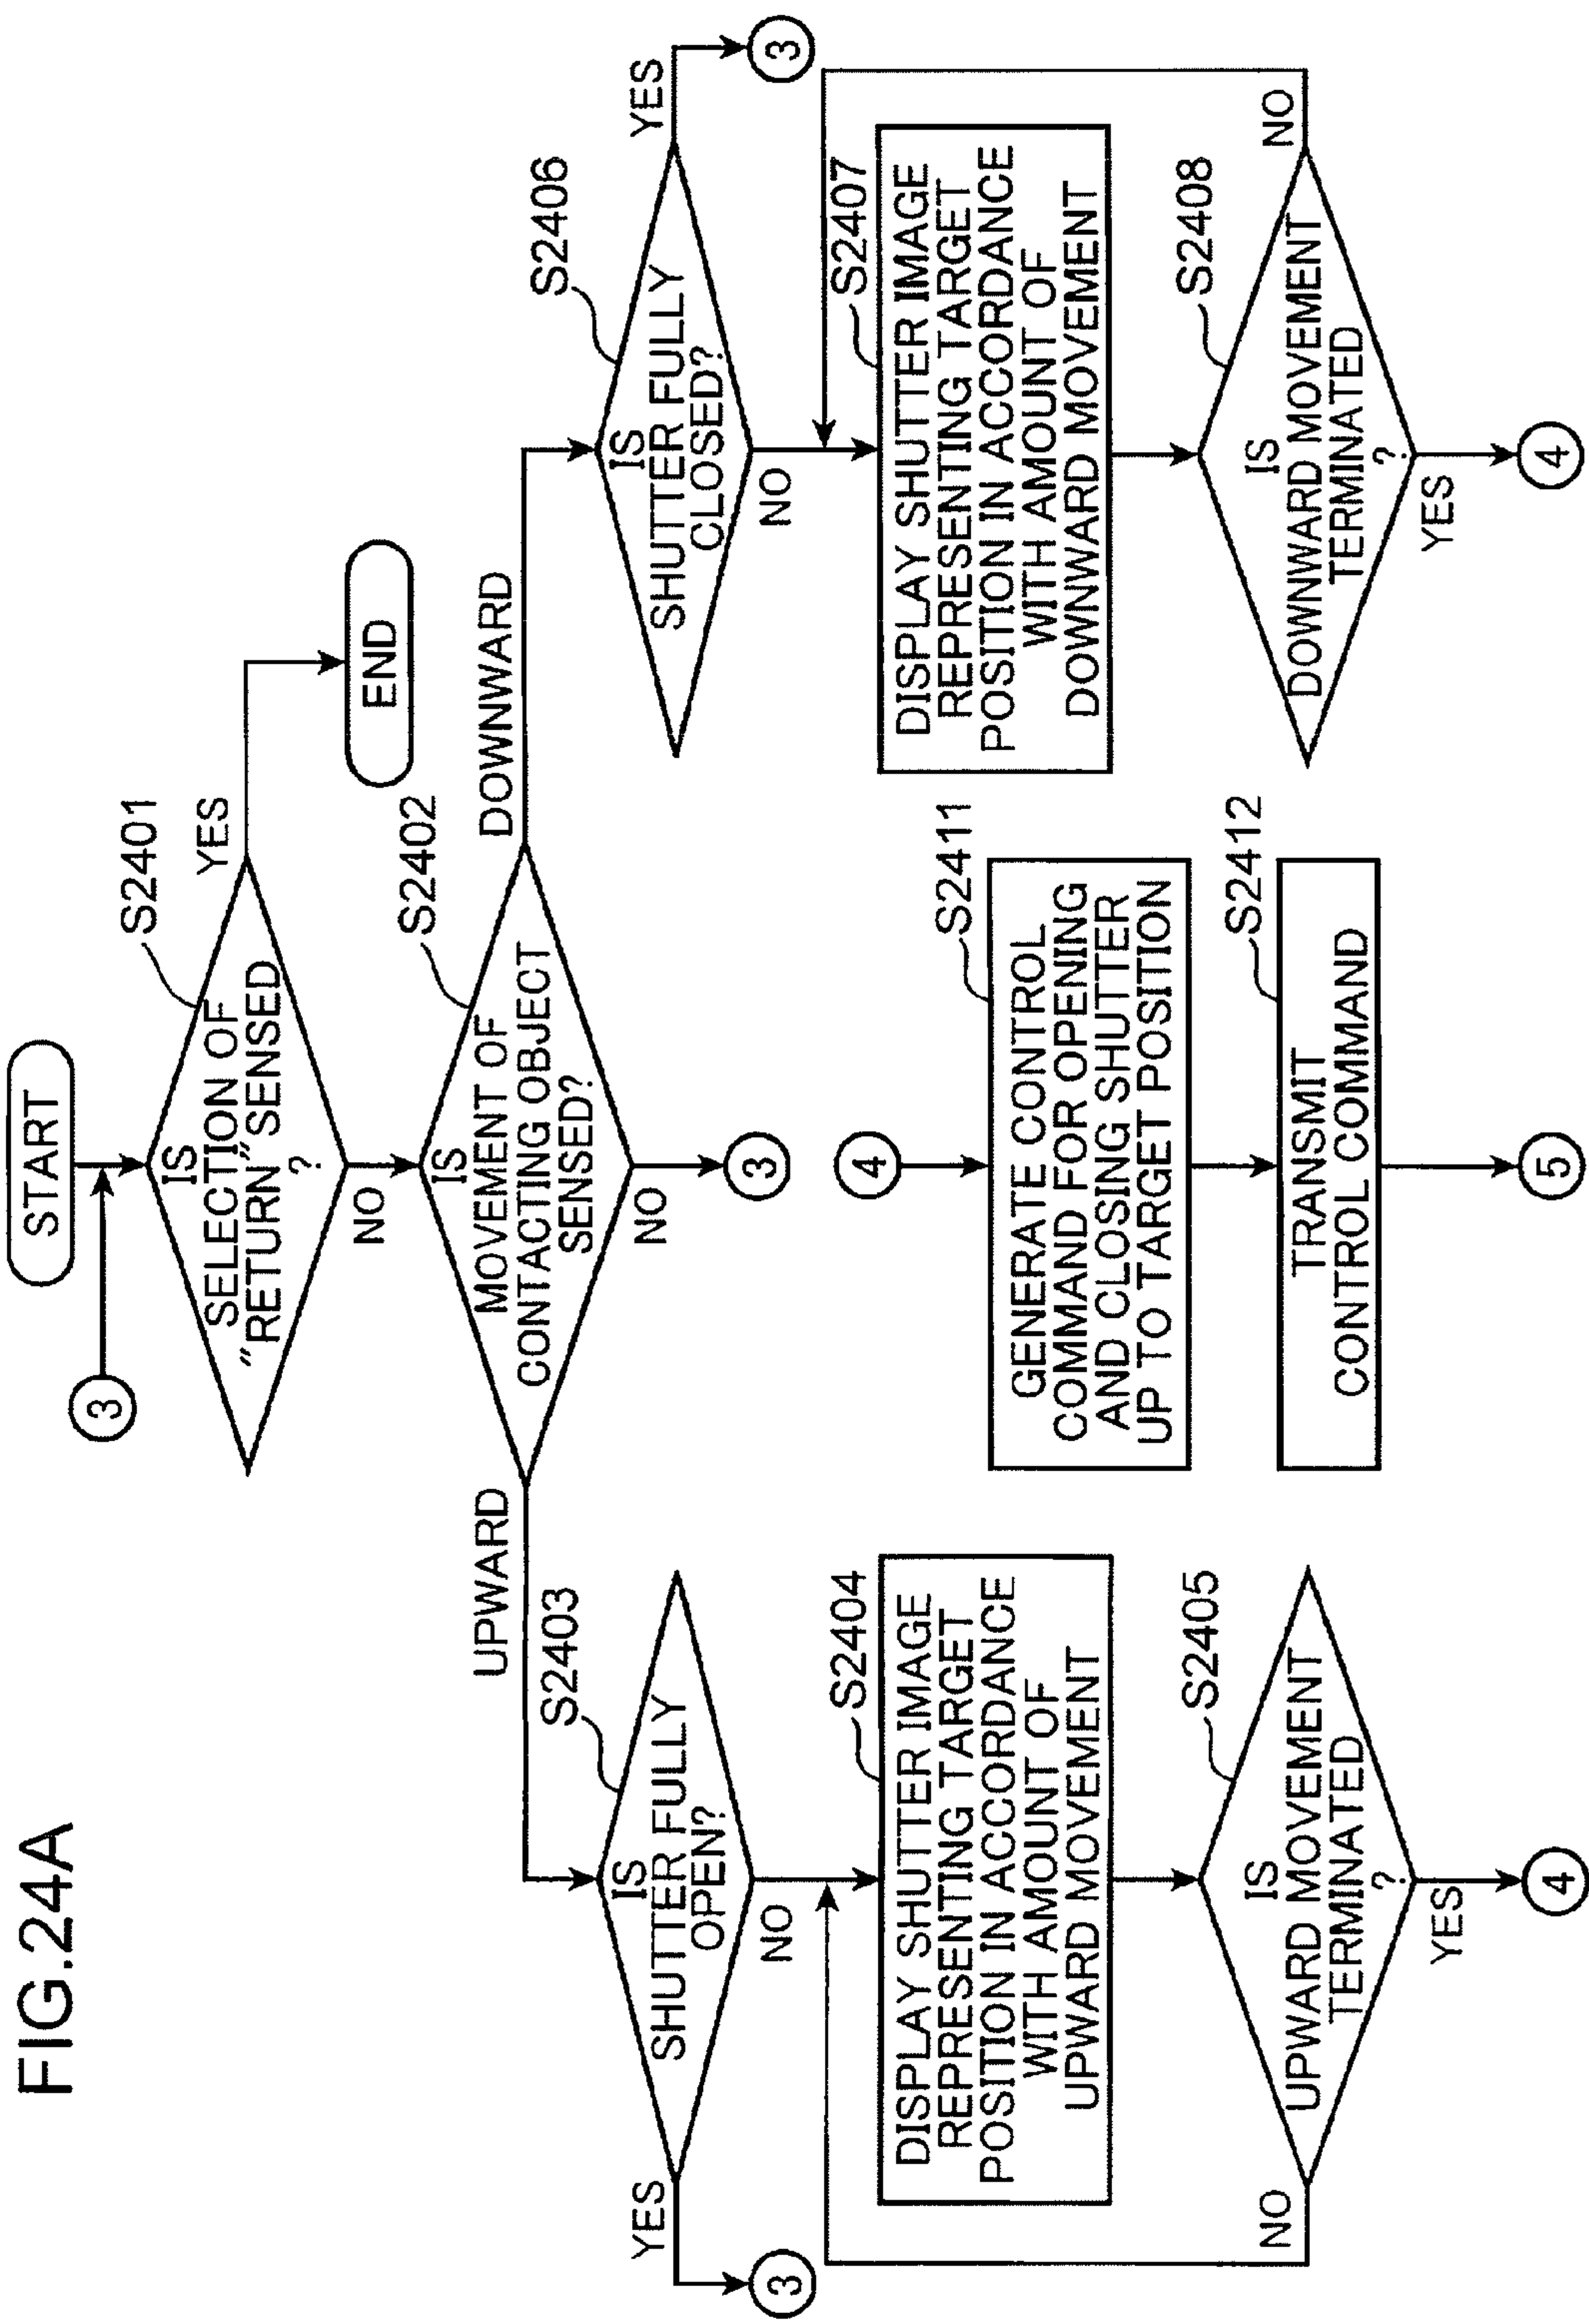 FIG.24A
START
3
S2401
IS
SELECTION OF
"RETURN"SENSED
?
YES
END
NO
S2402
IS
MOVEMENT OF
CONTACTING OBJECT
SENSED?
UPWARD
DOWNWARD
NO
3
S2403
IS
SHUTTER FULLY
OPEN?
YES
3
NO
S2404
DISPLAY SHUTTER IMAGE
REPRESENTING TARGET
POSITION IN ACCORDANCE
WITH AMOUNT OF
UPWARD MOVEMENT
S2405
IS
UPWARD MOVEMENT
TERMINATED
?
NO
YES
4
S2406
IS
SHUTTER FULLY
CLOSED?
YES
3
NO
S2407
DISPLAY SHUTTER IMAGE
REPRESENTING TARGET
POSITION IN ACCORDANCE
WITH AMOUNT OF
DOWNWARD MOVEMENT
S2408
IS
DOWNWARD MOVEMENT
TERMINATED
?
NO
YES
4
4
S2411
GENERATE CONTROL
COMMAND FOR OPENING
AND CLOSING SHUTTER
UP TO TARGET POSITION
S2412
TRANSMIT
CONTROL COMMAND
5